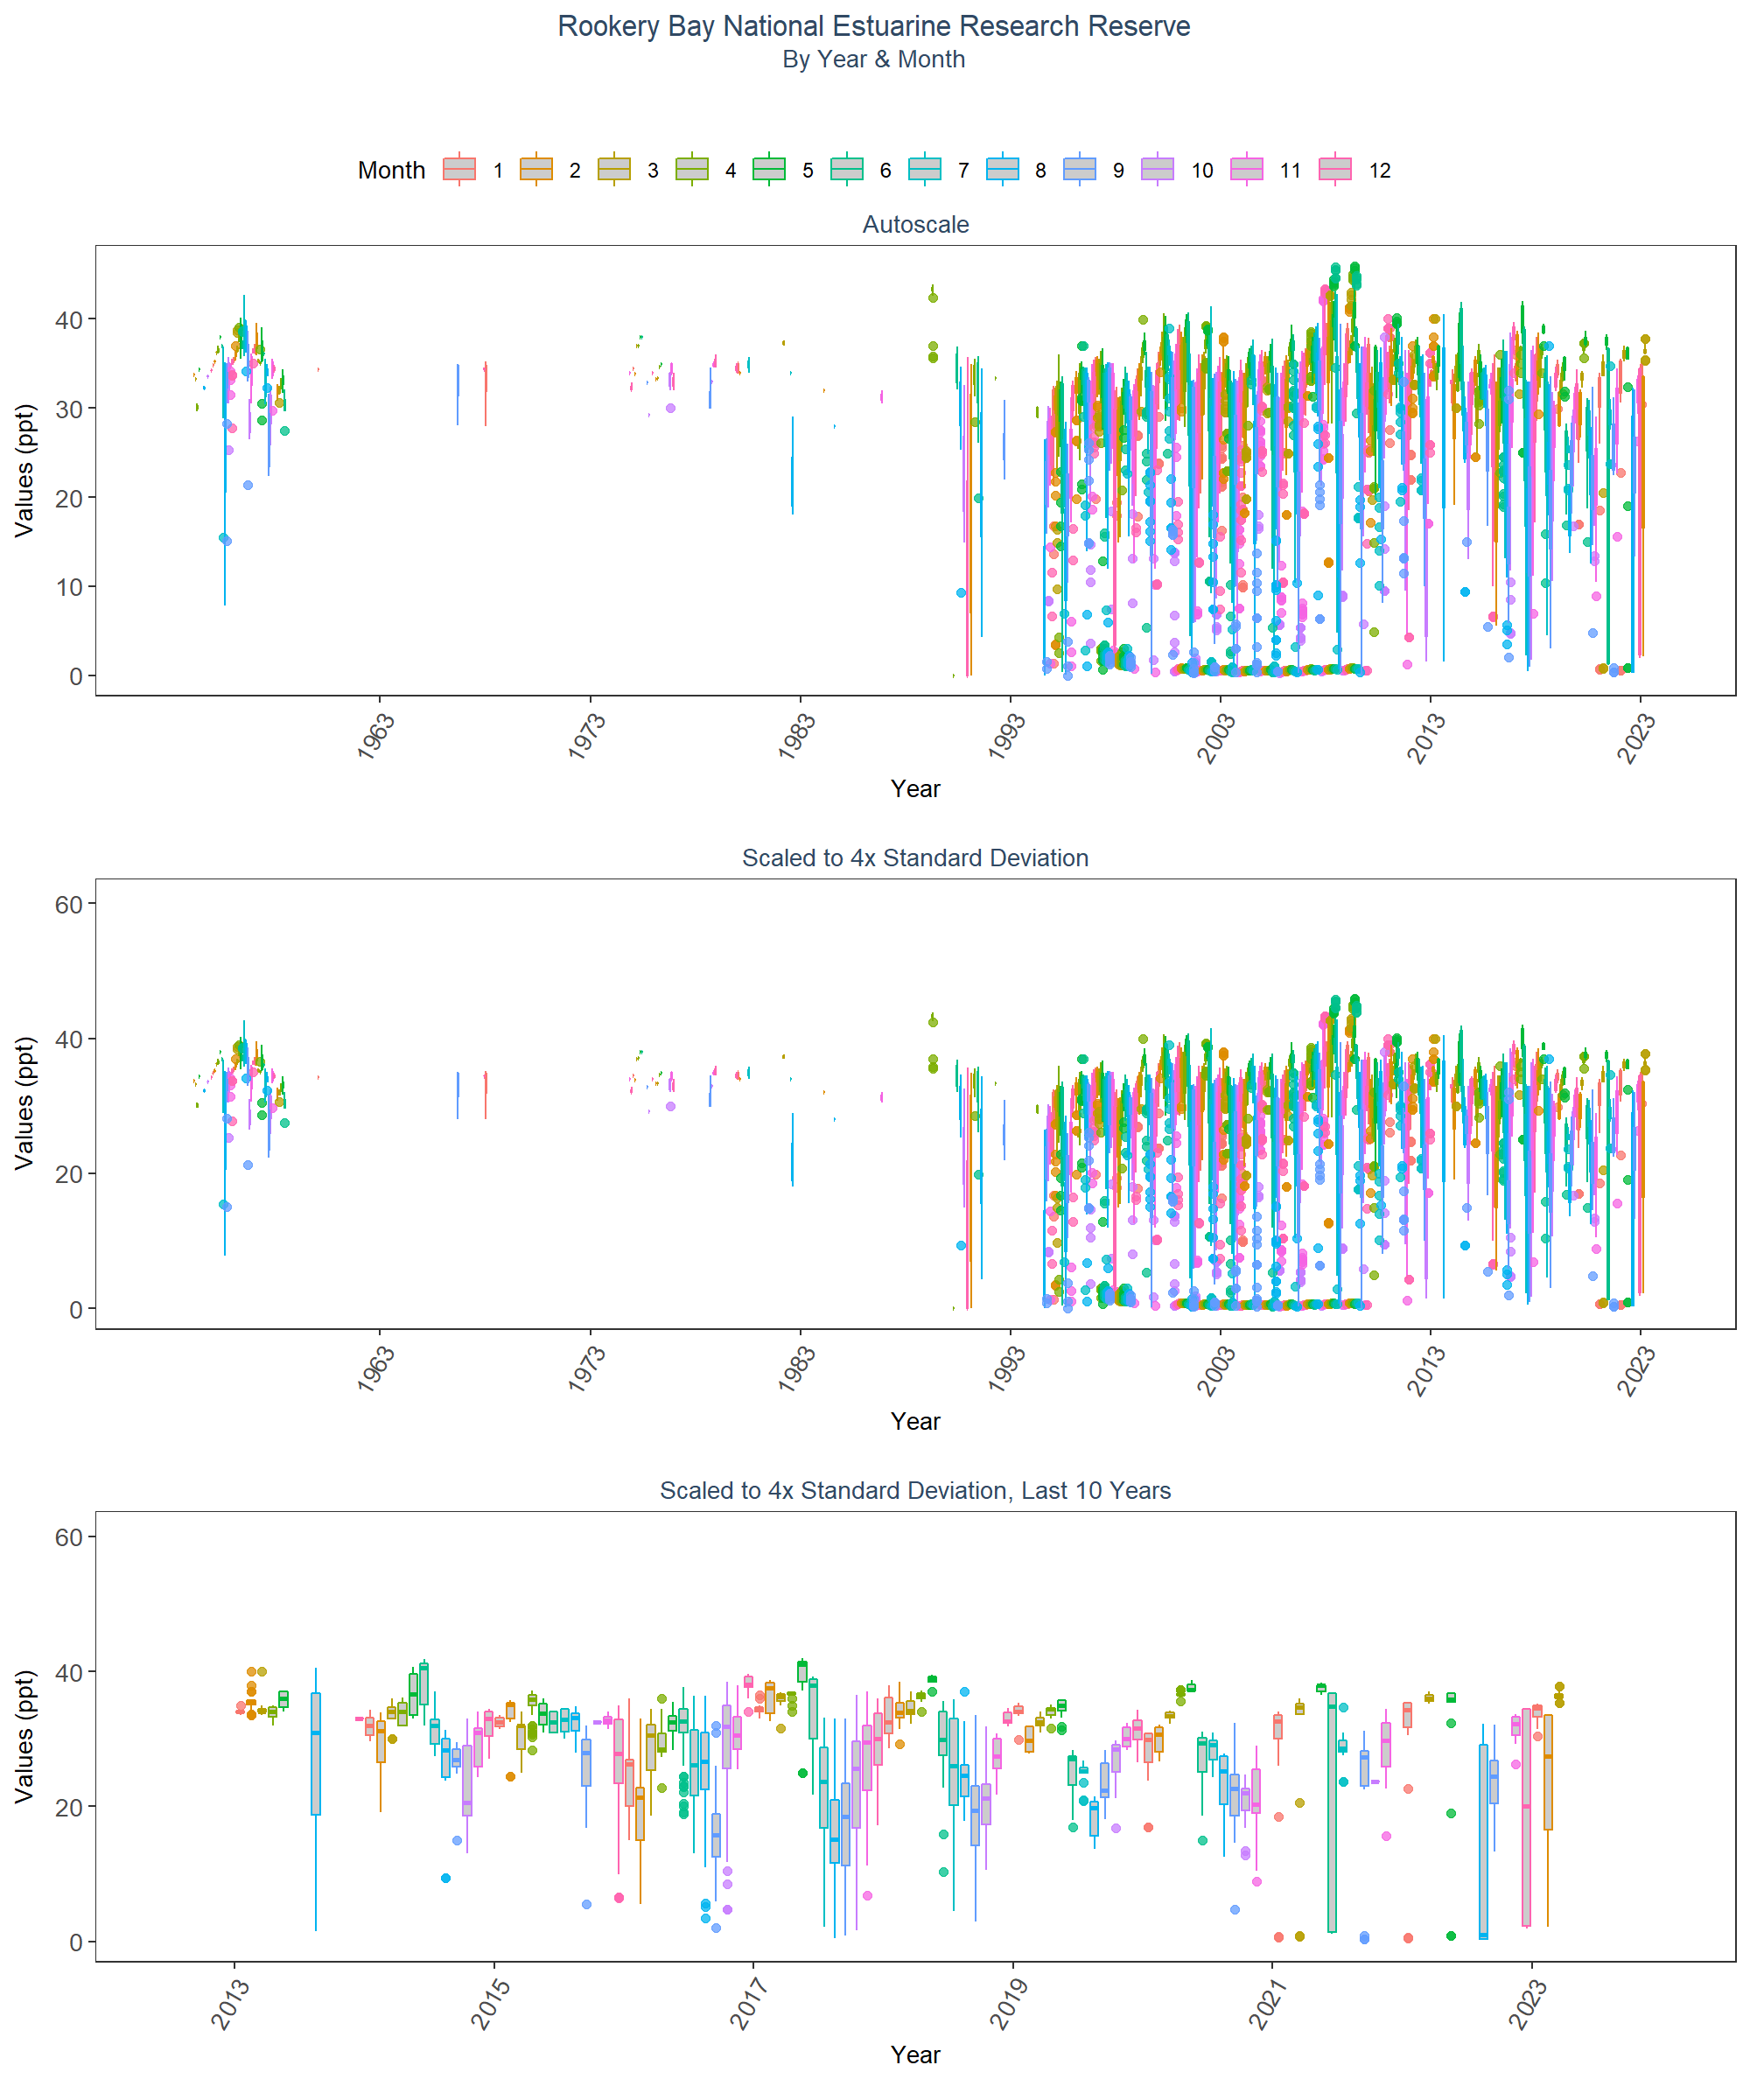 Rookery Bay National Estuarine Research Reserve
By Year & Month
Month 1 2 3 4 5 6 7 8 9 10 11 12
Autoscale
Values (ppt)
40
30
20
10
0
1963 1973 1983 1993 2003 2013 2023
Year
Scaled to 4x Standard Deviation
Values (ppt)
60
40
20
0
1963 1973 1983 1993 2003 2013 2023
Year
Scaled to 4x Standard Deviation, Last 10 Years
Values (ppt)
60
40
20
0
2013 2015 2017 2019 2021 2023
Year